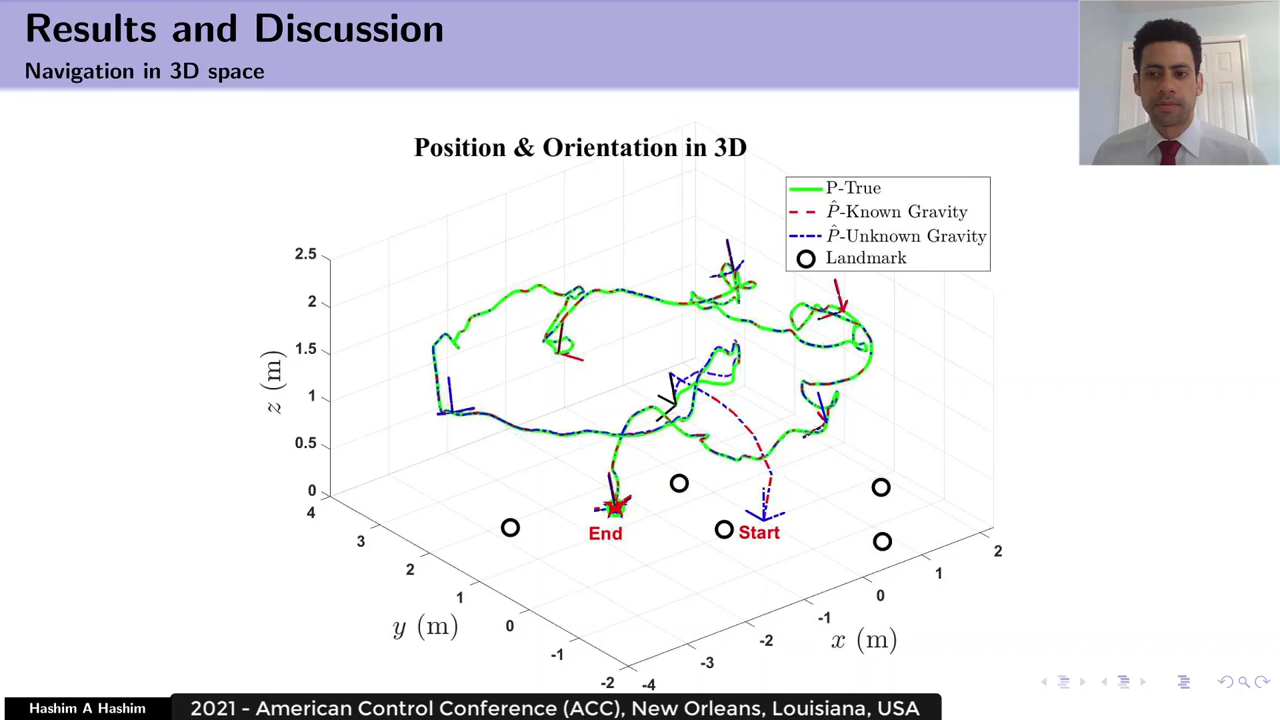 Results and Discussion
Navigation in 3D space
Position & Orientation in 3D
P-True
P̂-Known Gravity
P̂-Unknown Gravity
Landmark
2.5
2
1.5
1
0.5
0
z (m)
4
3
2
1
0
-1
-2
y (m)
-4
-3
-2
-1
0
1
2
x (m)
End
Start
Hashim A Hashim
2021 - American Control Conference (ACC), New Orleans, Louisiana, USA